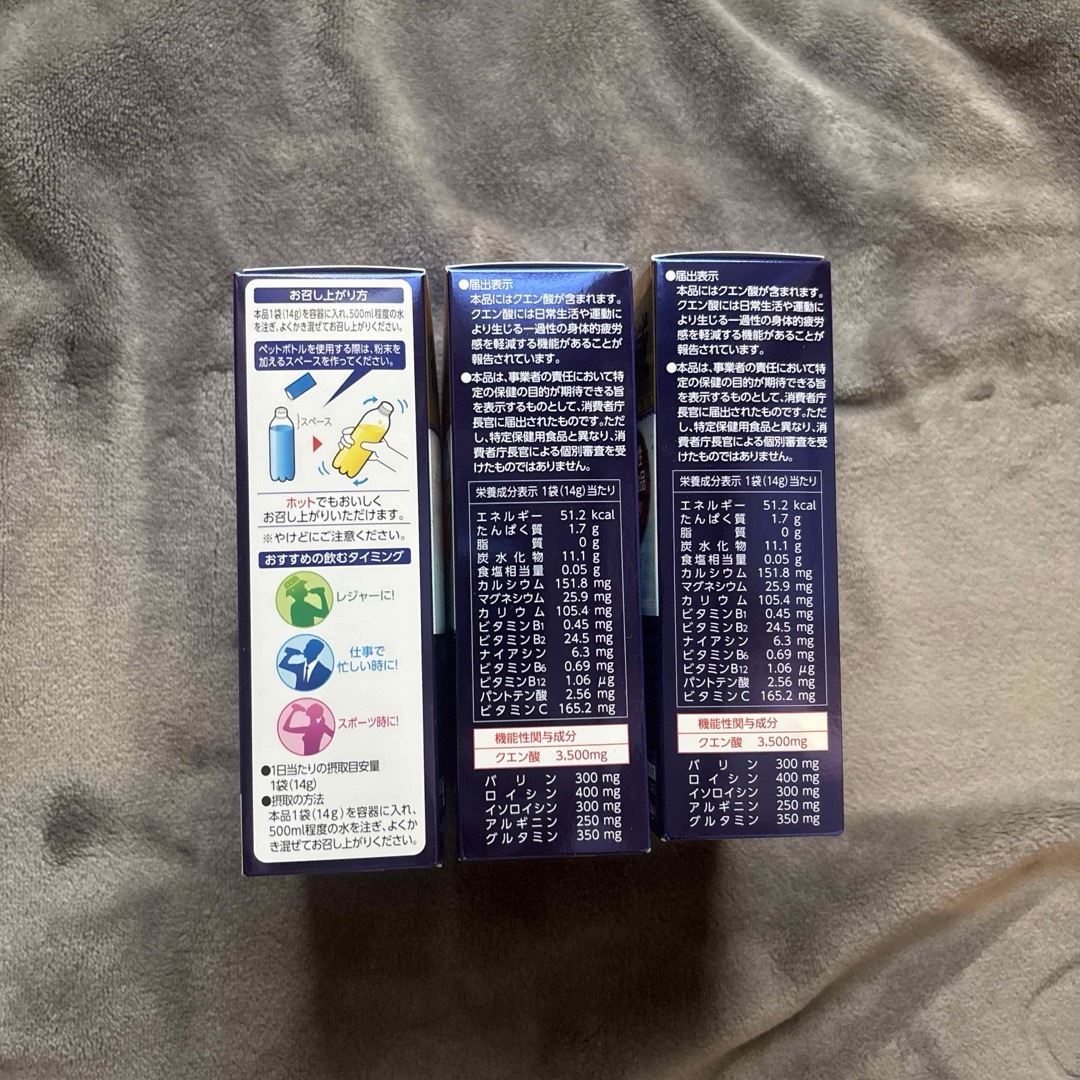 お召し上がり方
本品1袋(14g)を容器に入れ、500ml程度の水
を注ぎ、よくかき混ぜてお召し上がりください。
ペットボトルを使用する際は、粉末を
加えるスペースを作ってください。
スペース
ホットでもおいしく
お召し上がりいただけます。
※やけどにご注意ください。
おすすめの飲むタイミング
レジャーに!
仕事で
忙しい時に!
スポーツ時に!
●1日当たりの摂取目安量
1袋(14g)
●摂取の方法
本品1袋(14g)を容器に入れ、
500ml程度の水を注ぎ、よくか
き混ぜてお召し上がりください。
●届出表示
本品にはクエン酸が含まれます。
クエン酸には日常生活や運動に
より生じる一過性の身体的疲労
感を軽減する機能があることが
報告されています。
●本品は、事業者の責任において特
定の保健の目的が期待できる旨
を表示するものとして、消費者庁
長官に届出されたものです。ただ
し、特定保健用食品と異なり、消
費者庁長官による個別審査を受
けたものではありません。
栄養成分表示 1袋(14g)当たり
エネルギー 51.2 kcal
たんぱく質 1.7 g
脂質 0 g
炭水化物 11.1 g
食塩相当量 0.05 g
カルシウム 151.8 mg
マグネシウム 25.9 mg
カリウム 105.4 mg
ビタミンB1 0.45 mg
ビタミンB2 24.5 mg
ナイアシン 6.3 mg
ビタミンB6 0.69 mg
ビタミンB12 1.06 μg
パントテン酸 2.56 mg
ビタミンC 165.2 mg
機能性関与成分
クエン酸 3,500mg
バリン 300 mg
ロイシン 400 mg
イソロイシン 300 mg
アルギニン 250 mg
グルタミン 350 mg
●届出表示
本品にはクエン酸が含まれます。
クエン酸には日常生活や運動に
より生じる一過性の身体的疲労
感を軽減する機能があることが
報告されています。
●本品は、事業者の責任において特
定の保健の目的が期待できる旨
を表示するものとして、消費者庁
長官に届出されたものです。ただ
し、特定保健用食品と異なり、消
費者庁長官による個別審査を受
けたものではありません。
栄養成分表示 1袋(14g)当たり
エネルギー 51.2 kcal
たんぱく質 1.7 g
脂質 0 g
炭水化物 11.1 g
食塩相当量 0.05 g
カルシウム 151.8 mg
マグネシウム 25.9 mg
カリウム 105.4 mg
ビタミンB1 0.45 mg
ビタミンB2 24.5 mg
ナイアシン 6.3 mg
ビタミンB6 0.69 mg
ビタミンB12 1.06 μg
パントテン酸 2.56 mg
ビタミンC 165.2 mg
機能性関与成分
クエン酸 3,500mg
バリン 300 mg
ロイシン 400 mg
イソロイシン 300 mg
アルギニン 250 mg
グルタミン 350 mg